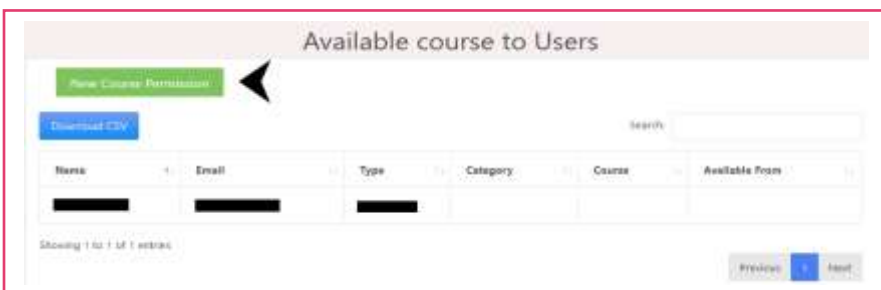 Available course to Users
New Course Permission
Download CSV
Search:
Name Email Type Category Course Available From
Showing 1 to 1 of 1 entries
Previous 1 Next